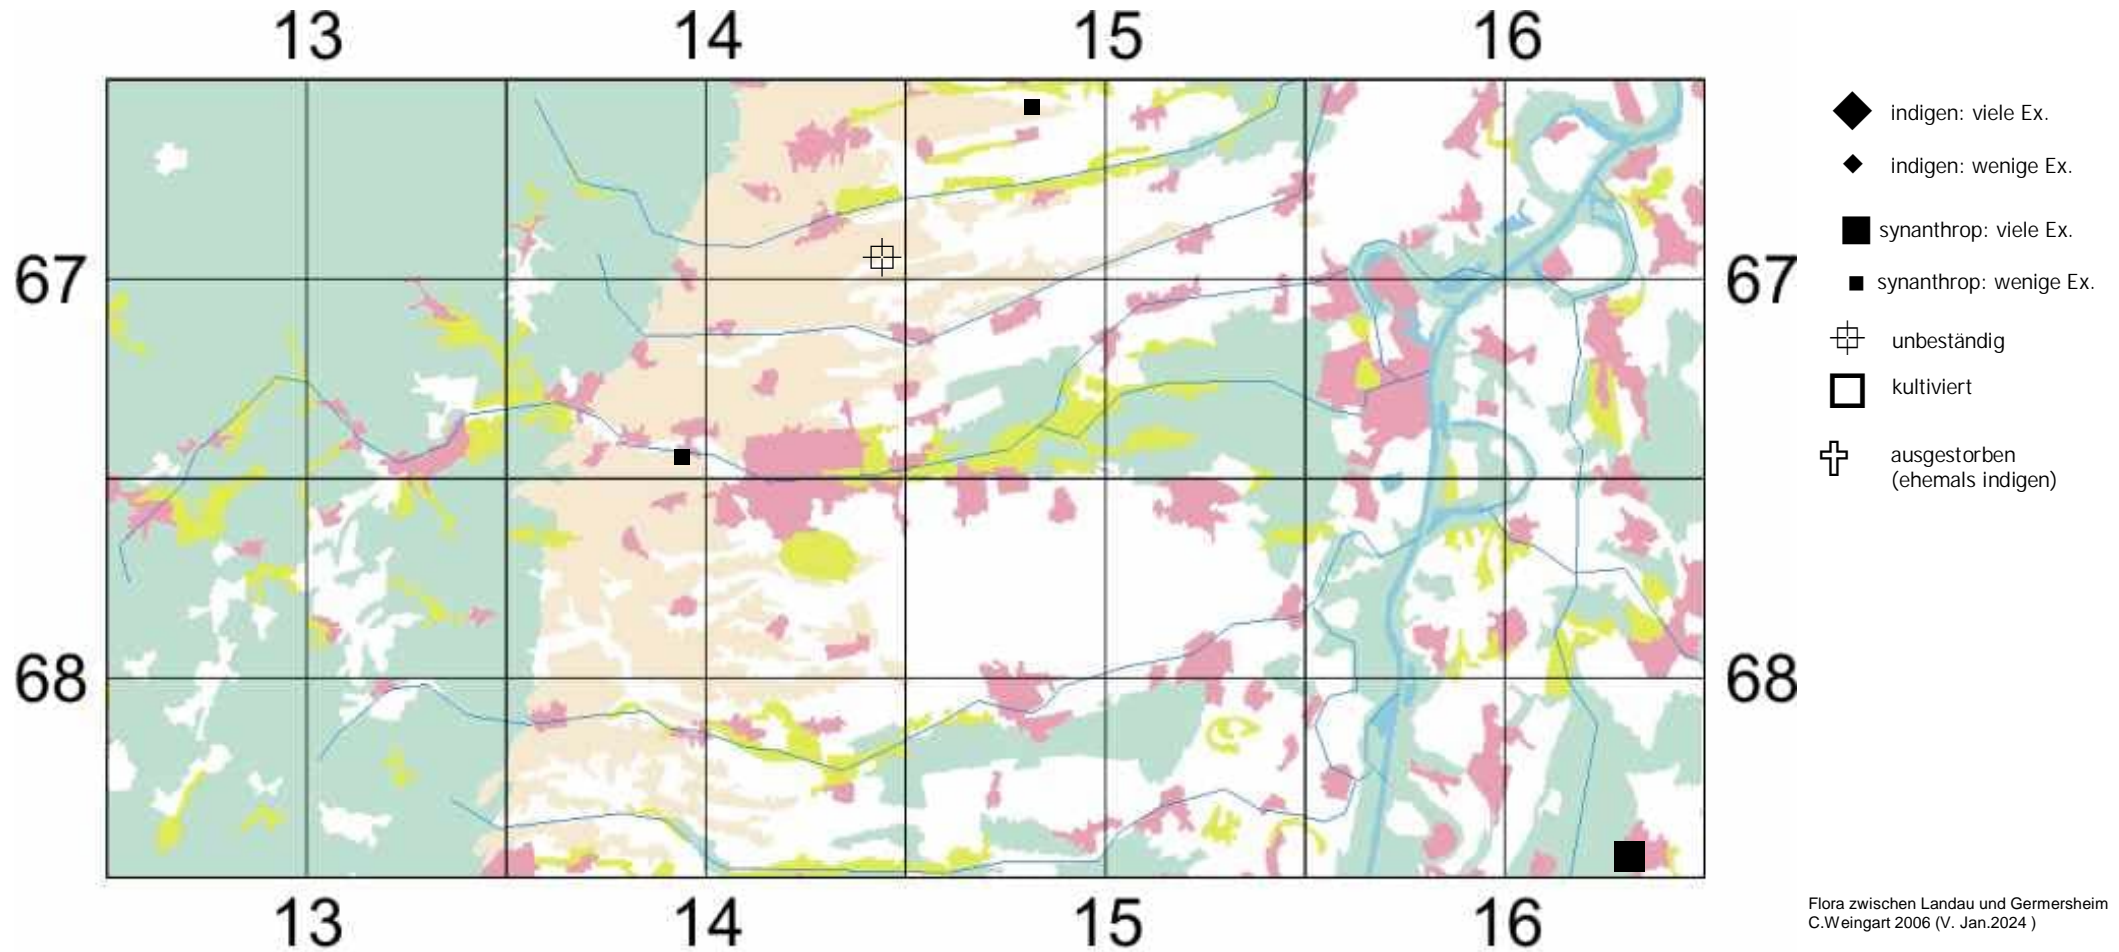 13 14 15 16
67 67
68 68
13 14 15 16
indigen: viele Ex.
indigen: wenige Ex.
synanthrop: viele Ex.
synanthrop: wenige Ex.
unbeständig
kultiviert
ausgestorben
(ehemals indigen)
Flora zwischen Landau und Germersheim
C.Weingart 2006 (V. Jan.2024 )